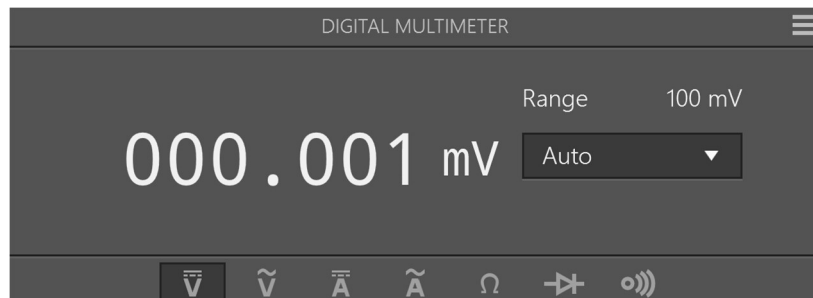 DIGITAL MULTIMETER
Range 100 mV
000.001 mV
Auto
V V A A Ω